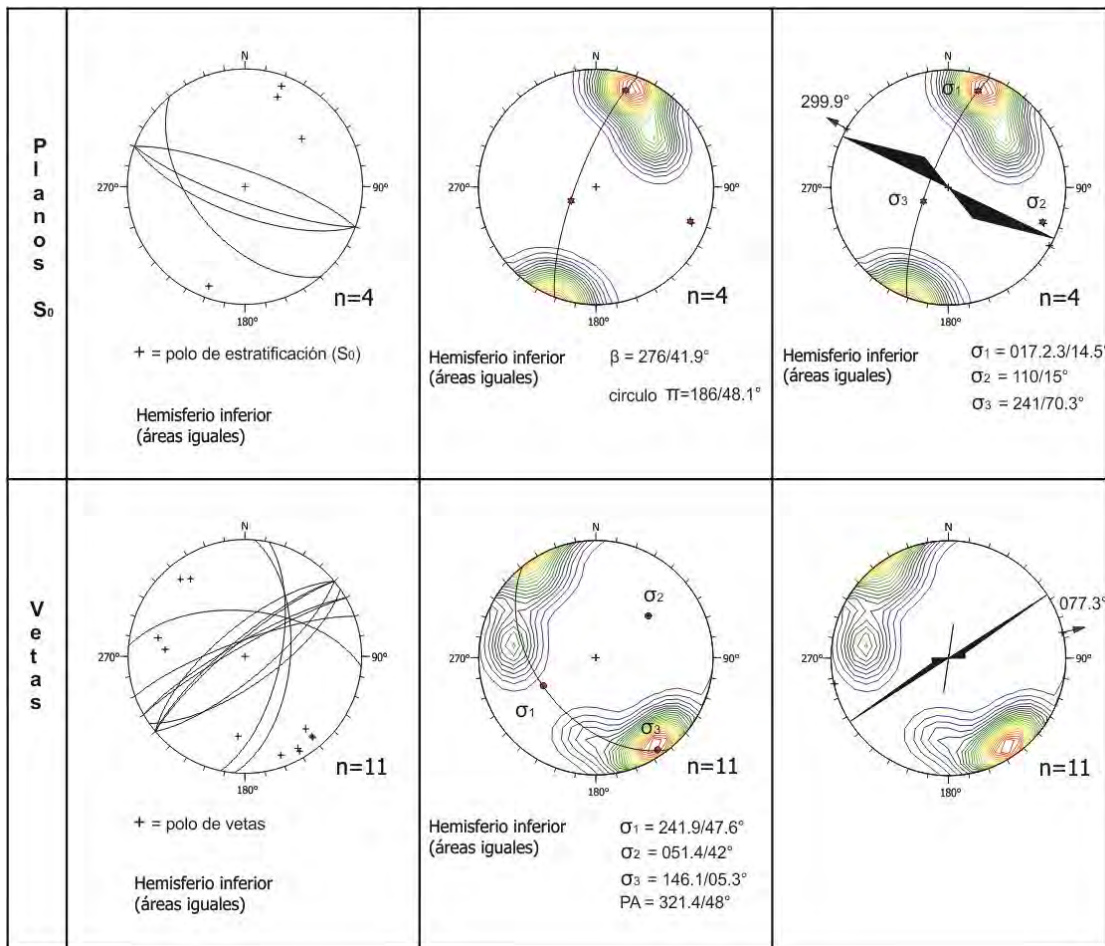 Planos S₀
N
270°
90°
180°
n=4
+ = polo de estratificación (S₀)
Hemisferio inferior
(áreas iguales)
N
270°
90°
180°
n=4
Hemisferio inferior
(áreas iguales)
β = 276/41.9°
circulo π=186/48.1°
N
299.9°
σ₁
270°
90°
σ₃
σ₂
180°
n=4
Hemisferio inferior
(áreas iguales)
σ₁ = 017.2.3/14.5°
σ₂ = 110/15°
σ₃ = 241/70.3°
Vetas
N
270°
90°
180°
n=11
+ = polo de vetas
Hemisferio inferior
(áreas iguales)
N
σ₂
270°
90°
σ₁
σ₃
180°
n=11
Hemisferio inferior
(áreas iguales)
σ₁ = 241.9/47.6°
σ₂ = 051.4/42°
σ₃ = 146.1/05.3°
PA = 321.4/48°
N
077.3°
270°
90°
180°
n=11